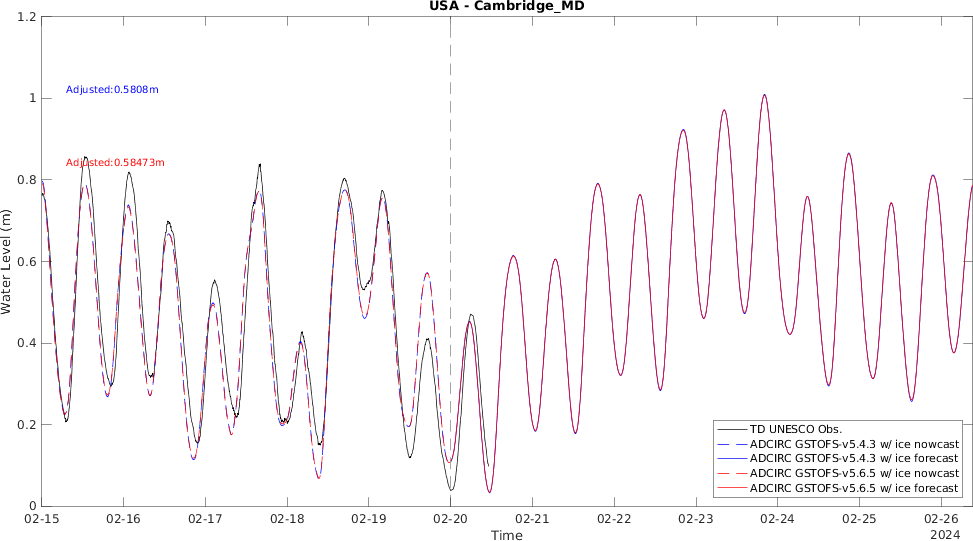 USA - Cambridge_MD
1.2
1
0.8
0.6
0.4
0.2
0
Water Level (m)
Adjusted:0.5808m
Adjusted:0.58473m
TD UNESCO Obs.
ADCIRC GSTOFS-v5.4.3 w/ ice nowcast
ADCIRC GSTOFS-v5.4.3 w/ ice forecast
ADCIRC GSTOFS-v5.6.5 w/ ice nowcast
ADCIRC GSTOFS-v5.6.5 w/ ice forecast
02-15 02-16 02-17 02-18 02-19 02-20 02-21 02-22 02-23 02-24 02-25 02-26
Time
2024